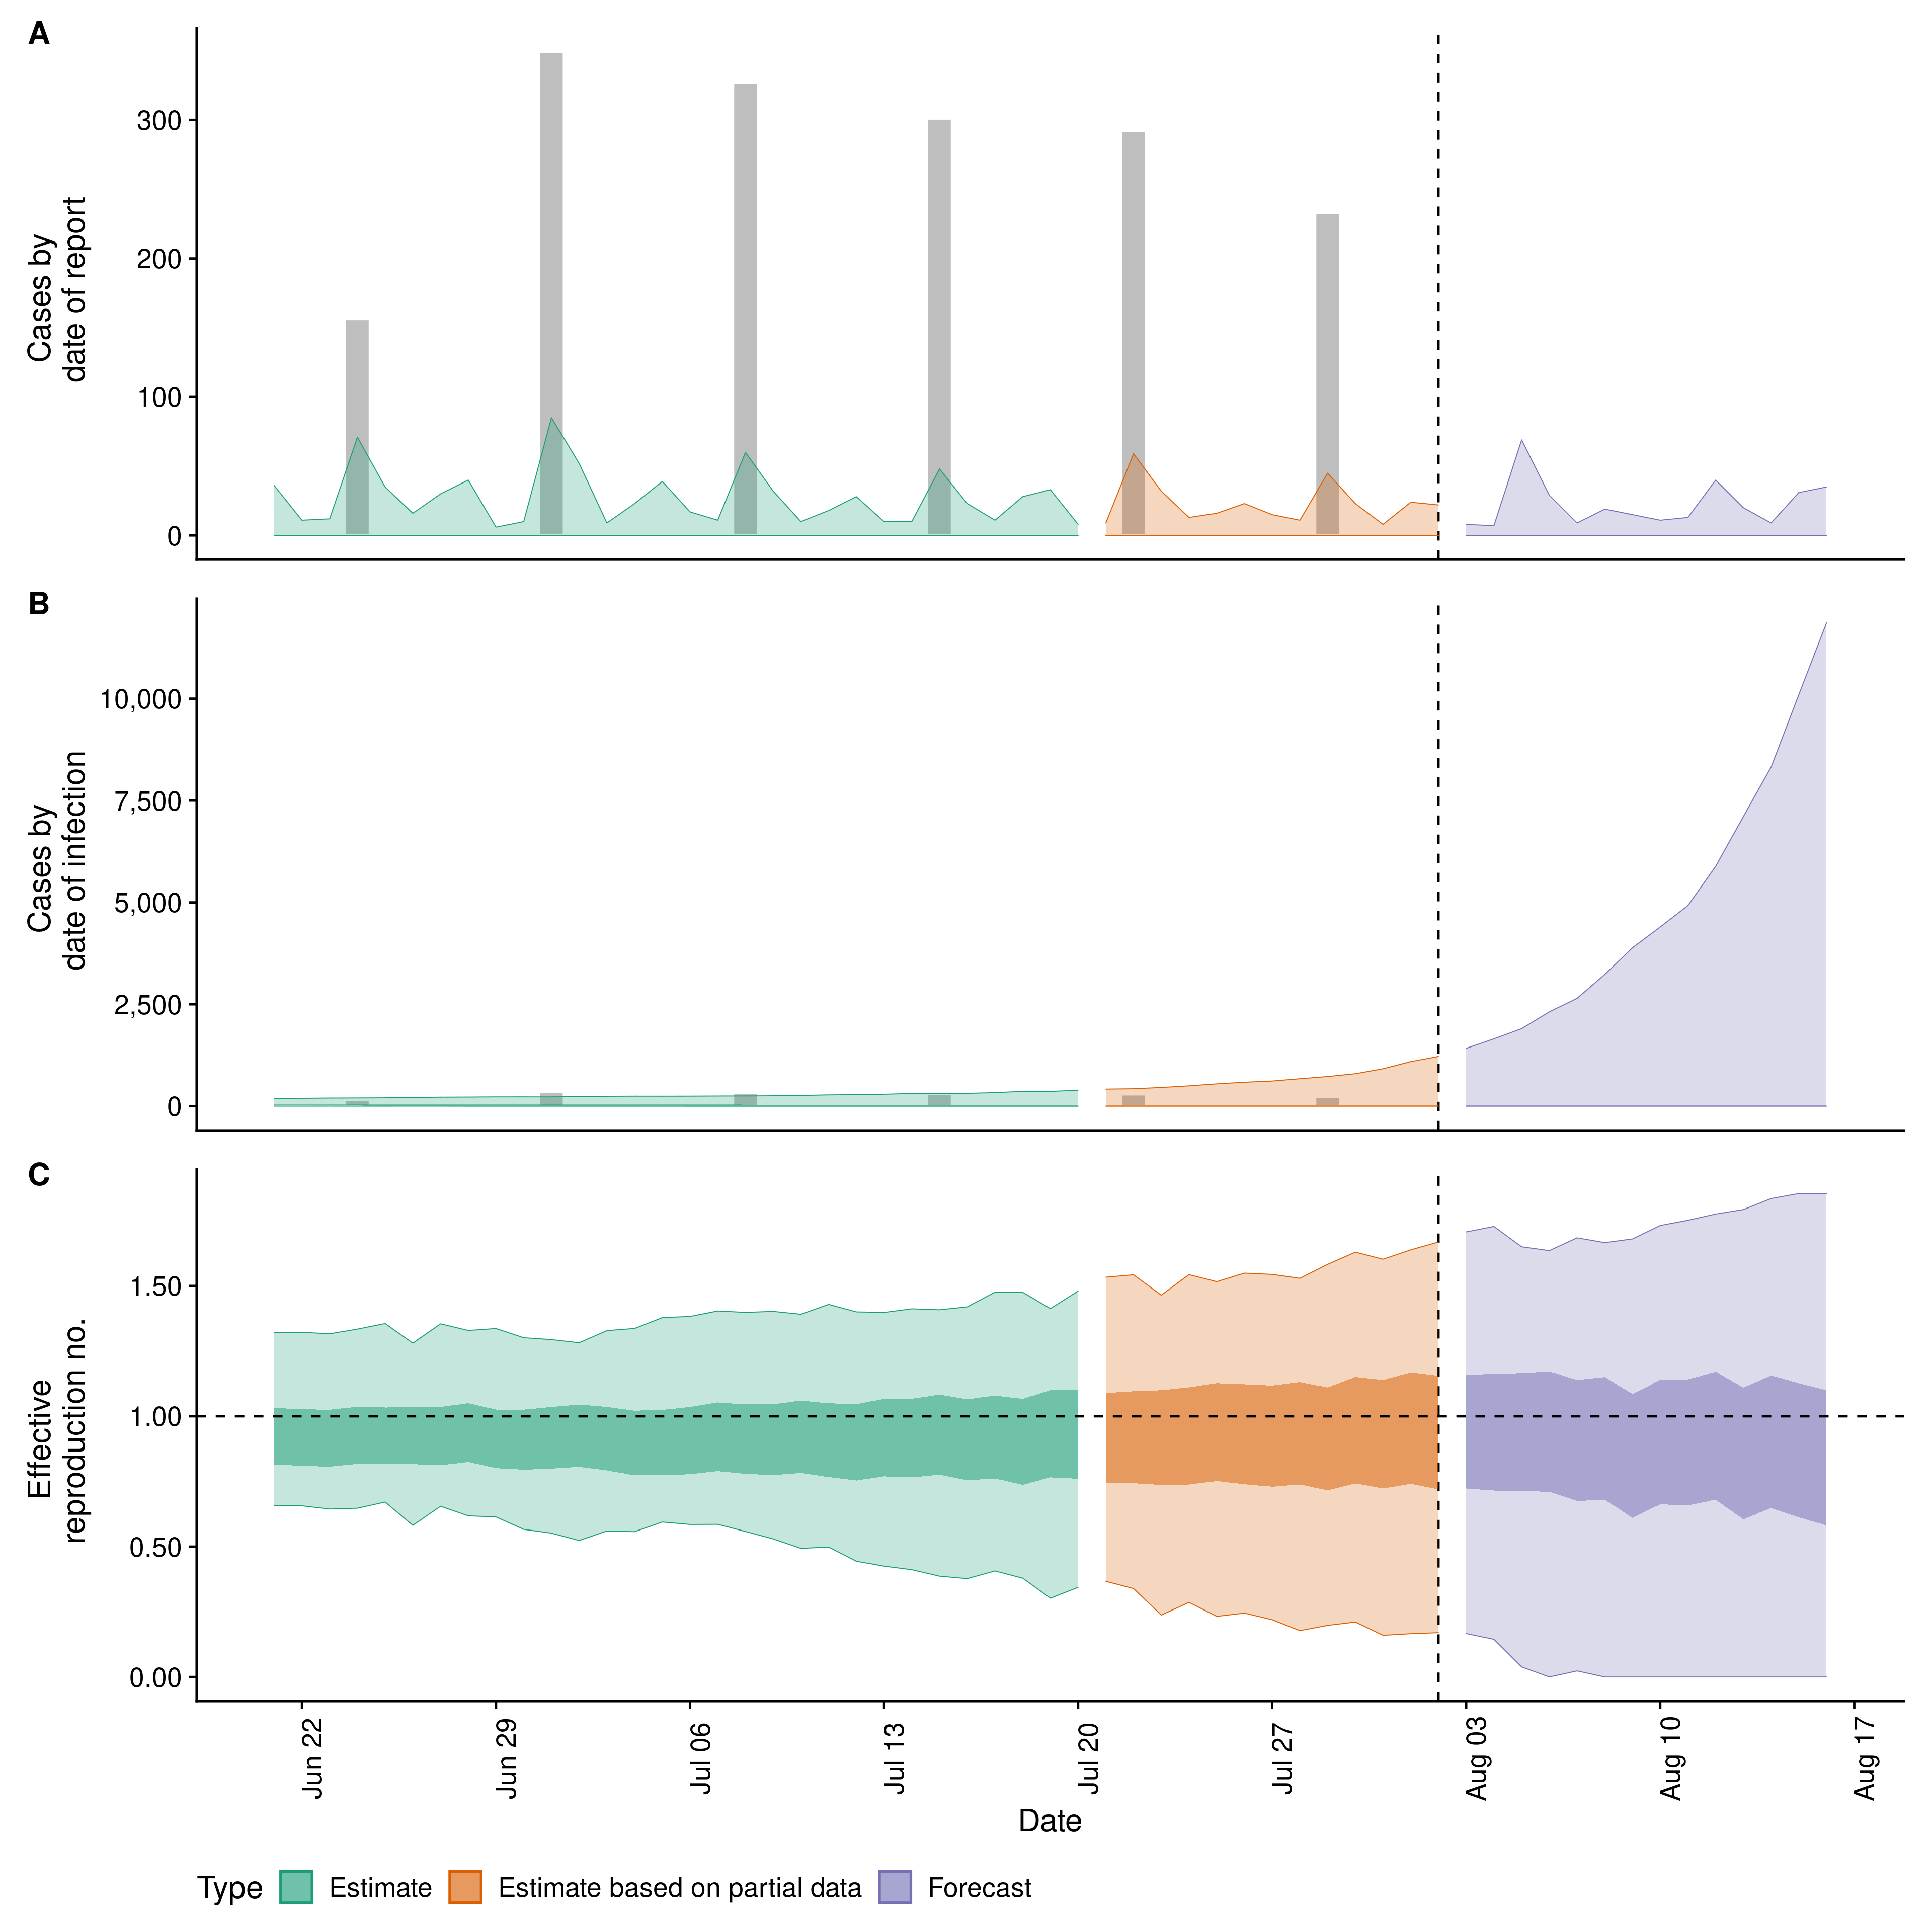 A
Cases by
date of report
300
200
100
0
B
Cases by
date of infection
10,000
7,500
5,000
2,500
0
C
Effective
reproduction no.
1.50
1.00
0.50
0.00
Jun 22
Jun 29
Jul 06
Jul 13
Jul 20
Jul 27
Aug 03
Aug 10
Aug 17
Date
Type Estimate Estimate based on partial data Forecast